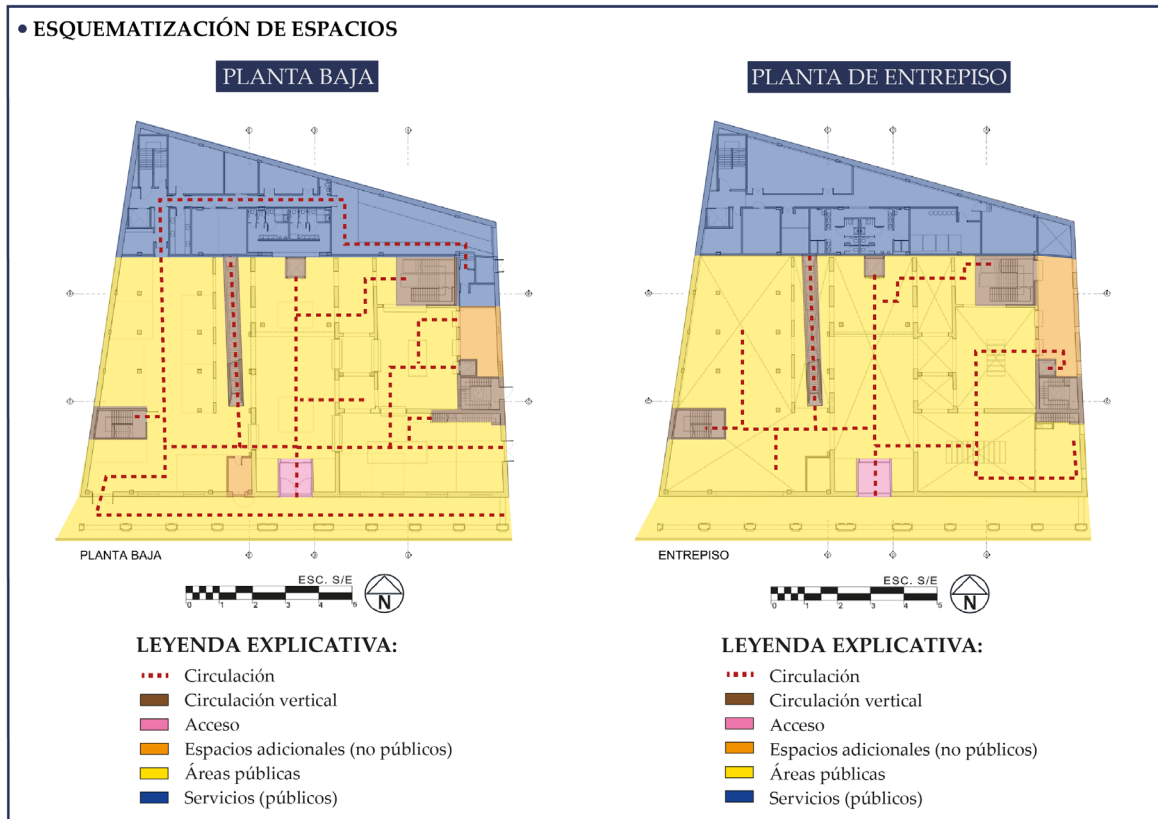 • ESQUEMATIZACIÓN DE ESPACIOS
PLANTA BAJA
PLANTA BAJA
ESC. S/E
0 1 2 3 4 5
N
LEYENDA EXPLICATIVA:
Circulación
Circulación vertical
Acceso
Espacios adicionales (no públicos)
Áreas públicas
Servicios (públicos)
PLANTA DE ENTREPISO
ENTREPISO
ESC. S/E
0 1 2 3 4 5
N
LEYENDA EXPLICATIVA:
Circulación
Circulación vertical
Acceso
Espacios adicionales (no públicos)
Áreas públicas
Servicios (públicos)